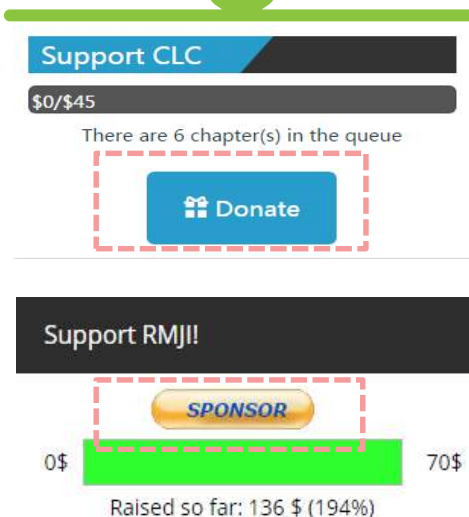 Support CLC
$0/$45
There are 6 chapter(s) in the queue
Donate
Support RMJI!
SPONSOR
0$ 70$
Raised so far: 136 $ (194%)